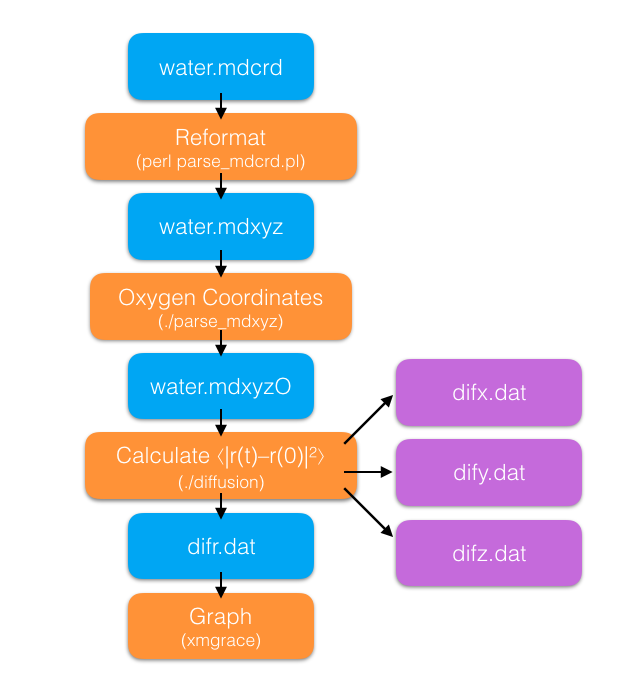 water.mdcrd
Reformat
(perl parse_mdcrd.pl)
water.mdxyz
Oxygen Coordinates
(./parse_mdxyz)
water.mdxyzO
Calculate ⟨|r(t)–r(0)|²⟩
(./diffusion)
difx.dat
dify.dat
difz.dat
difr.dat
Graph
(xmgrace)